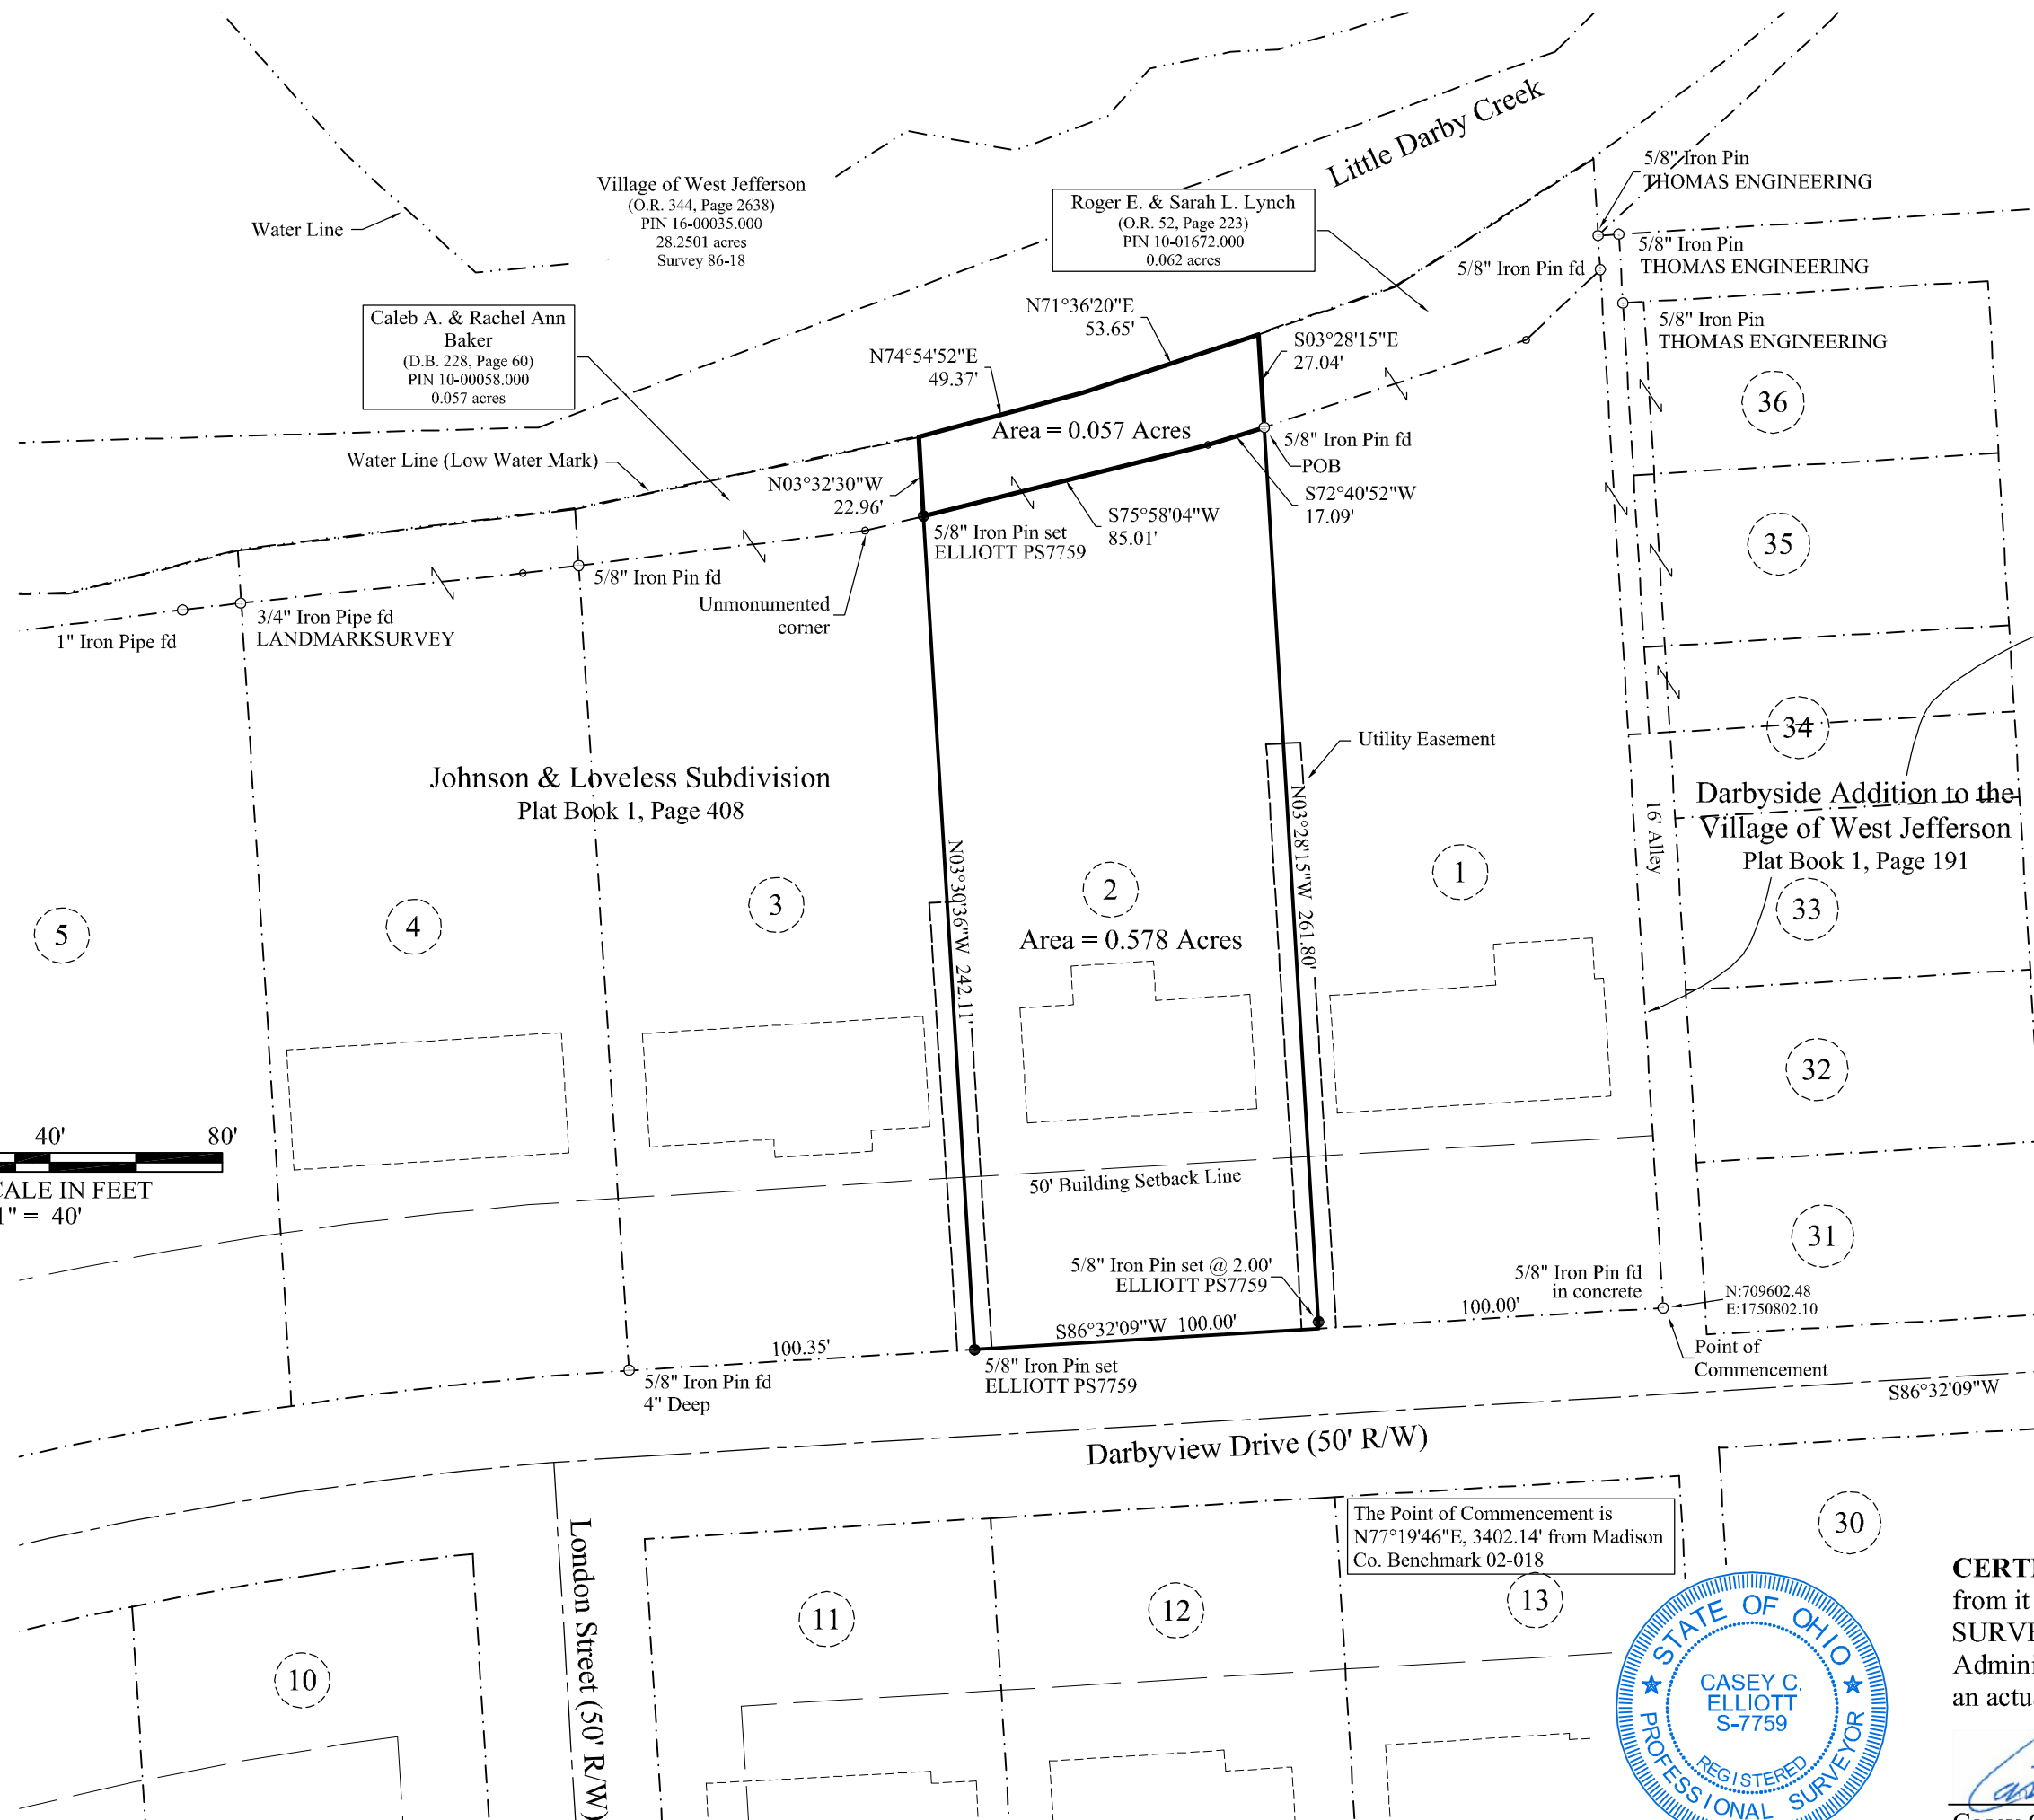 Little Darby Creek
Village of West Jefferson
(O.R. 344, Page 2638)
PIN 16-00035.000
28.2501 acres
Survey 86-18
Water Line
Roger E. & Sarah L. Lynch
(O.R. 52, Page 223)
PIN 10-01672.000
0.062 acres
5/8" Iron Pin
THOMAS ENGINEERING
5/8" Iron Pin
THOMAS ENGINEERING
5/8" Iron Pin fd
5/8" Iron Pin
THOMAS ENGINEERING
Caleb A. & Rachel Ann
Baker
(D.B. 228, Page 60)
PIN 10-00058.000
0.057 acres
N71°36'20"E
53.65'
N74°54'52"E
49.37'
S03°28'15"E
27.04'
Area = 0.057 Acres
5/8" Iron Pin fd
POB
Water Line (Low Water Mark)
N03°32'30"W
22.96'
S72°40'52"W
17.09'
S75°58'04"W
85.01'
5/8" Iron Pin set
ELLIOTT PS7759
5/8" Iron Pin fd
Unmonumented
corner
3/4" Iron Pipe fd
LANDMARKSURVEY
1" Iron Pipe fd
36
35
34
Utility Easement
Johnson & Loveless Subdivision
Plat Book 1, Page 408
Darbyside Addition to the
Village of West Jefferson
Plat Book 1, Page 191
16' Alley
N03°30'36"W 242.11'
N03°28'15"W 261.80'
5
4
3
2
Area = 0.578 Acres
1
33
32
31
40'
80'
CALE IN FEET
1" = 40'
50' Building Setback Line
5/8" Iron Pin set @ 2.00'
ELLIOTT PS7759
5/8" Iron Pin fd
in concrete
N:709602.48
E:1750802.10
100.00'
S86°32'09"W 100.00'
100.35'
Point of
Commencement
5/8" Iron Pin set
ELLIOTT PS7759
5/8" Iron Pin fd
4" Deep
S86°32'09"W
Darbyview Drive (50' R/W)
London Street (50' R/W)
The Point of Commencement is
N77°19'46"E, 3402.14' from Madison
Co. Benchmark 02-018
10
11
12
13
30
STATE OF OHIO
CASEY C.
ELLIOTT
S-7759
REGISTERED
PROFESSIONAL SURVEYOR
CERTI
from it
SURVE
Admini
an actu